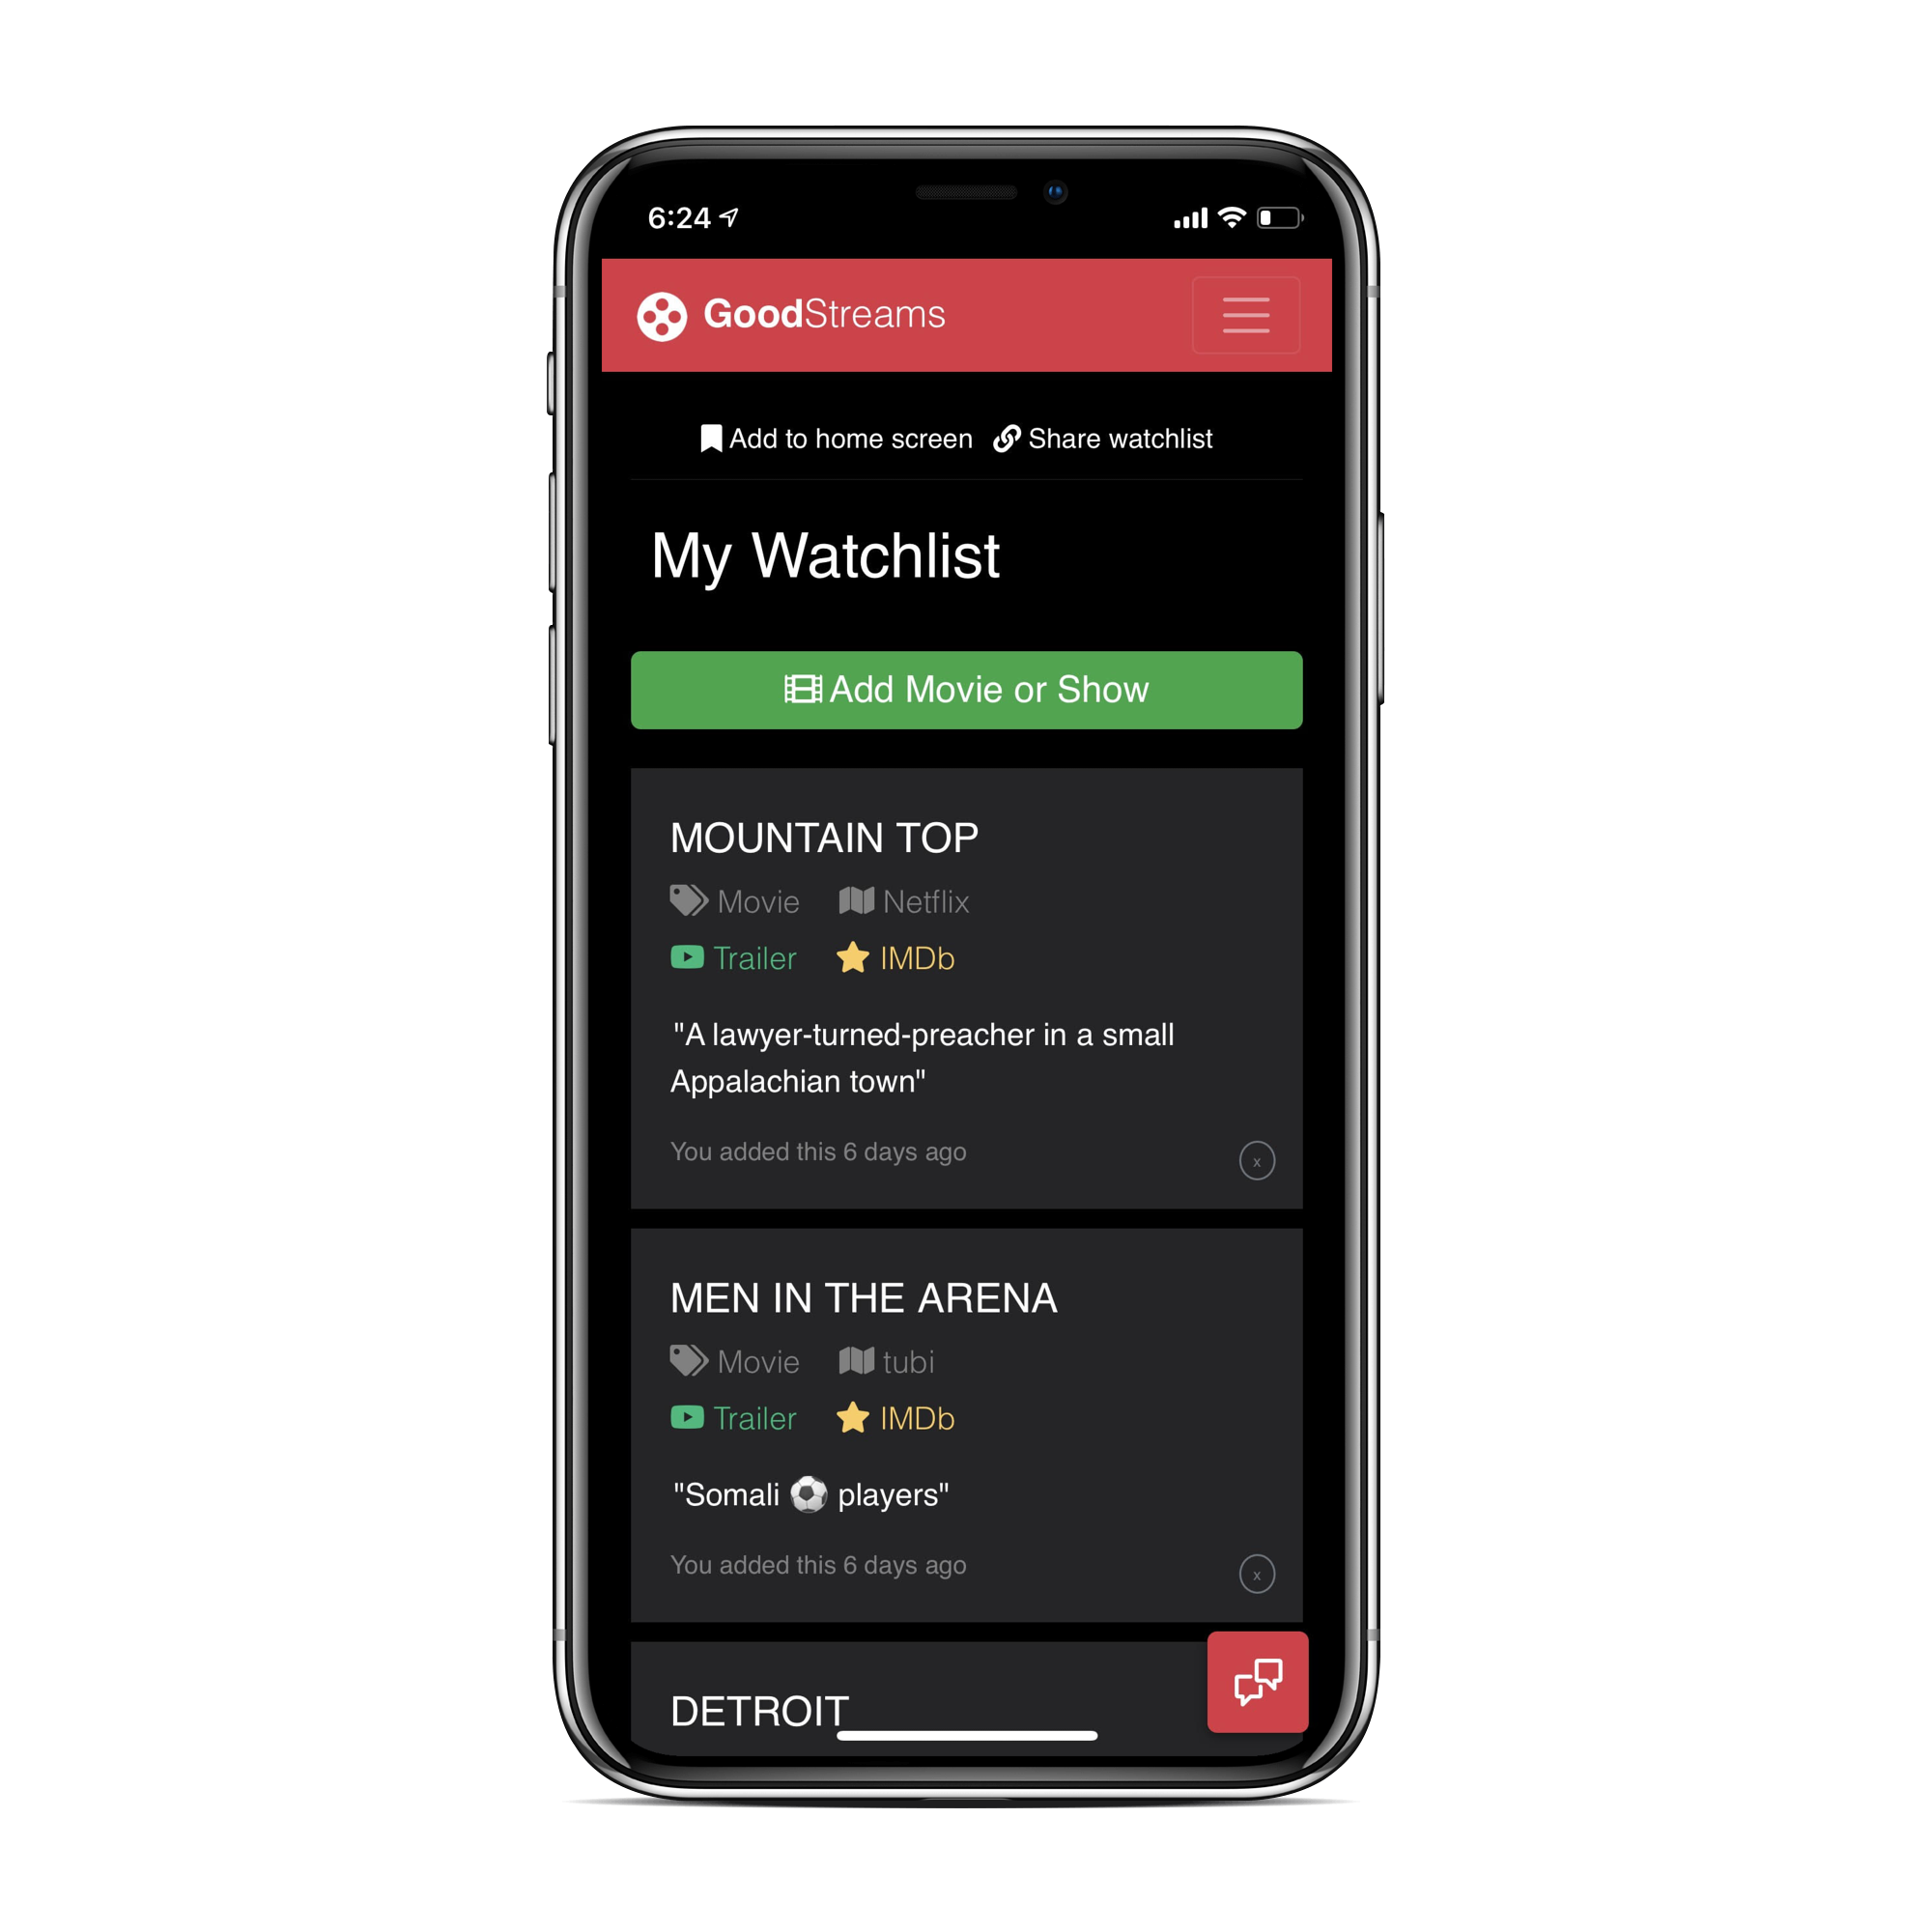 6:24
GoodStreams
Add to home screen Share watchlist
My Watchlist
Add Movie or Show
MOUNTAIN TOP
Movie Netflix
Trailer IMDb
"A lawyer-turned-preacher in a small
Appalachian town"
You added this 6 days ago
x
MEN IN THE ARENA
Movie tubi
Trailer IMDb
"Somali ⚽ players"
You added this 6 days ago
x
DETROIT